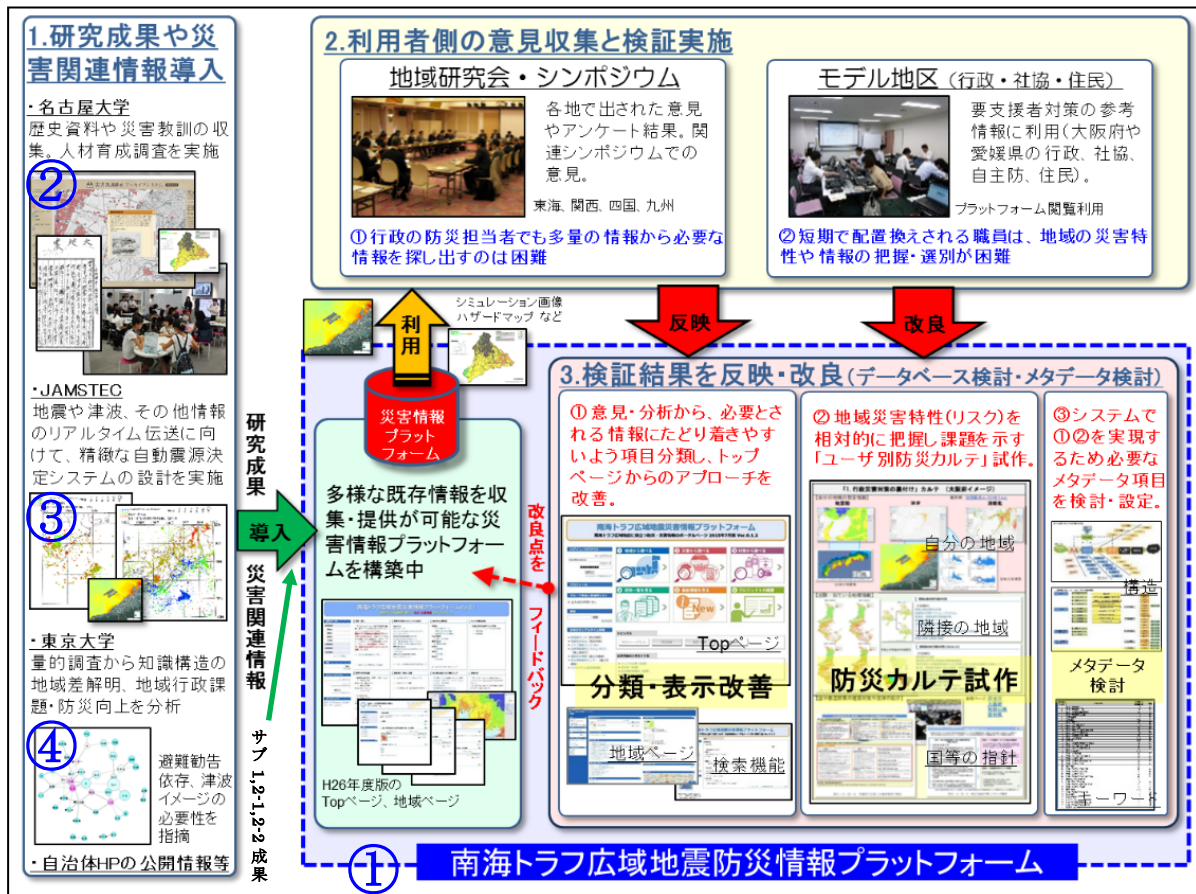 1.研究成果や災
害関連情報導入
・名古屋大学
歴史資料や災害教訓の収
集。人材育成調査を実施
②
・JAMSTEC
地震や津波、その他情報
のリアルタイム伝送に向
けて、精緻な自動震源決
定システムの設計を実施
③
・東京大学
量的調査から知識構造の
地域差解明、地域行政課
題・防災向上を分析
④
避難勧告
依存、津波
イメージの
必要性を
指摘
・自治体HPの公開情報等
研究成果
導入
災害関連情報
サブ 1,2-1,2-2 成果
2.利用者側の意見収集と検証実施
地域研究会・シンポジウム
各地で出された意見
やアンケート結果。関
連シンポジウムでの
意見。
東海、関西、四国、九州
①行政の防災担当者でも多量の情報から必要な
情報を探し出すのは困難
モデル地区(行政・社協・住民)
要支援者対策の参考
情報に利用(大阪府や
愛媛県の行政、社協、
自主防、住民)。
プラットフォーム閲覧利用
②短期で配置換えされる職員は、地域の災害特
性や情報の把握・選別が困難
利用
シミュレーション画像
ハザードマップ など
反映
改良
災害情報
プラット
フォーム
多様な既存情報を収
集・提供が可能な災
害情報プラットフォー
ムを構築中
H26年度版の
Topページ、地域ページ
改良点を
フィードバック
3.検証結果を反映・改良(データベース検討・メタデータ検討)
①意見・分析から、必要とさ
れる情報にたどり着きやす
いよう項目分類し、トップ
ページからのアプローチを
改善。
南海トラフ広域地震災害情報プラットフォーム
Topページ
分類・表示改善
地域ページ
検索機能
②地域災害特性(リスク)を
相対的に把握し課題を示す
「ユーザ別防災カルテ」試作。
自分の地域
隣接の地域
防災カルテ試作
国等の指針
③システムで
①②を実現す
るため必要な
メタデータ項目
を検討・設定。
構造
メタデータ
検討
キーワード
①
南海トラフ広域地震防災情報プラットフォーム